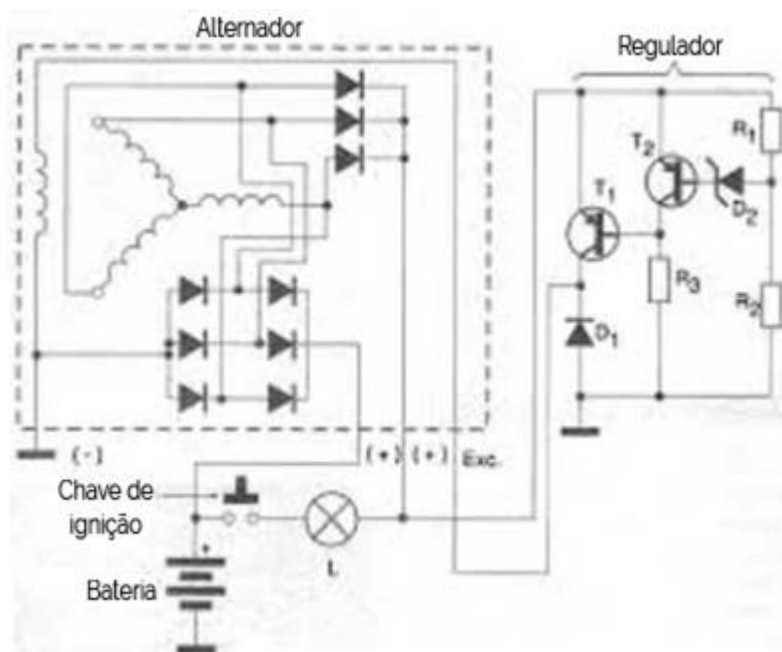 Alternador
Regulador
R1
T2
T1
D2
R3
R2
D1
(-)
(+) (+) Exc.
Chave de
ignição
L
+
Bateria